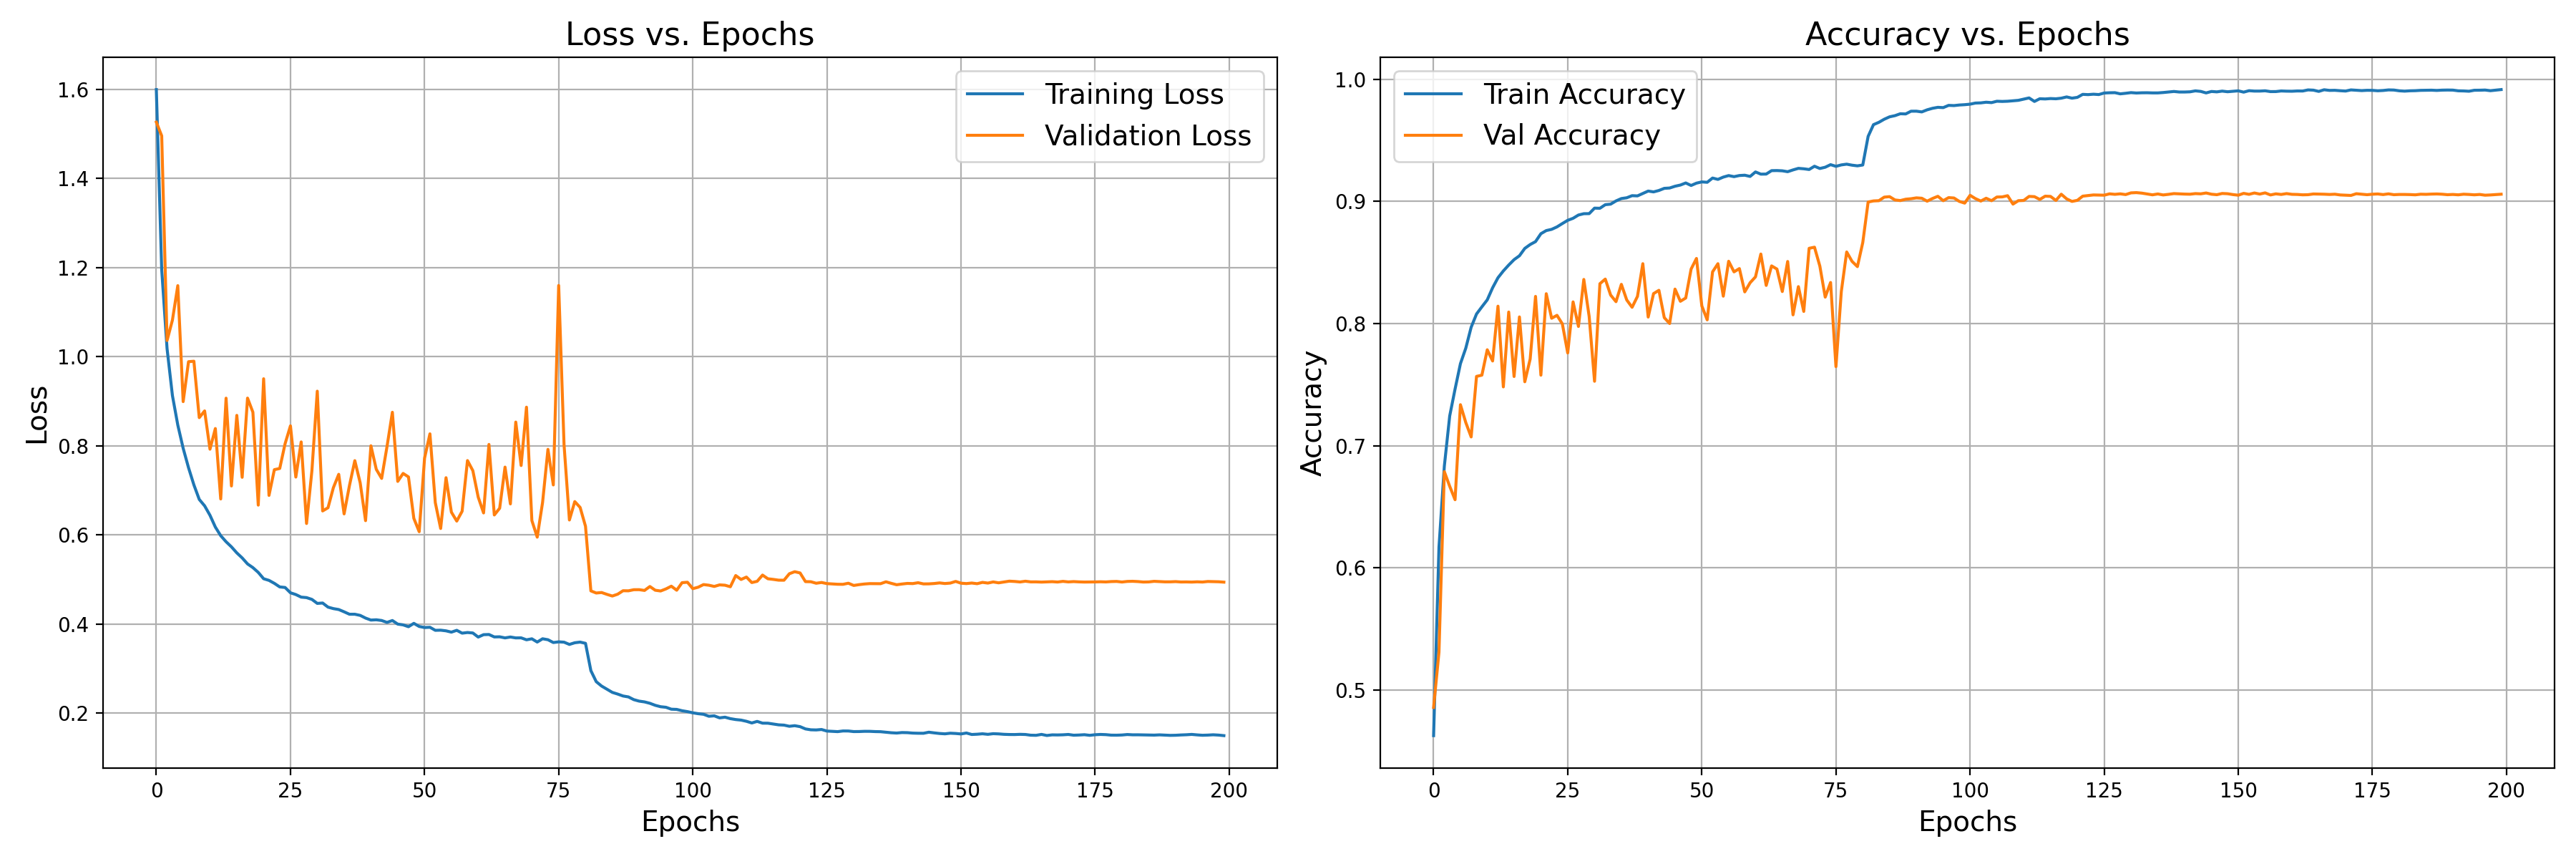 Loss vs. Epochs
Training Loss
Validation Loss
Loss
1.6
1.4
1.2
1.0
0.8
0.6
0.4
0.2
0 25 50 75 100 125 150 175 200
Epochs
Accuracy vs. Epochs
Train Accuracy
Val Accuracy
Accuracy
1.0
0.9
0.8
0.7
0.6
0.5
0 25 50 75 100 125 150 175 200
Epochs